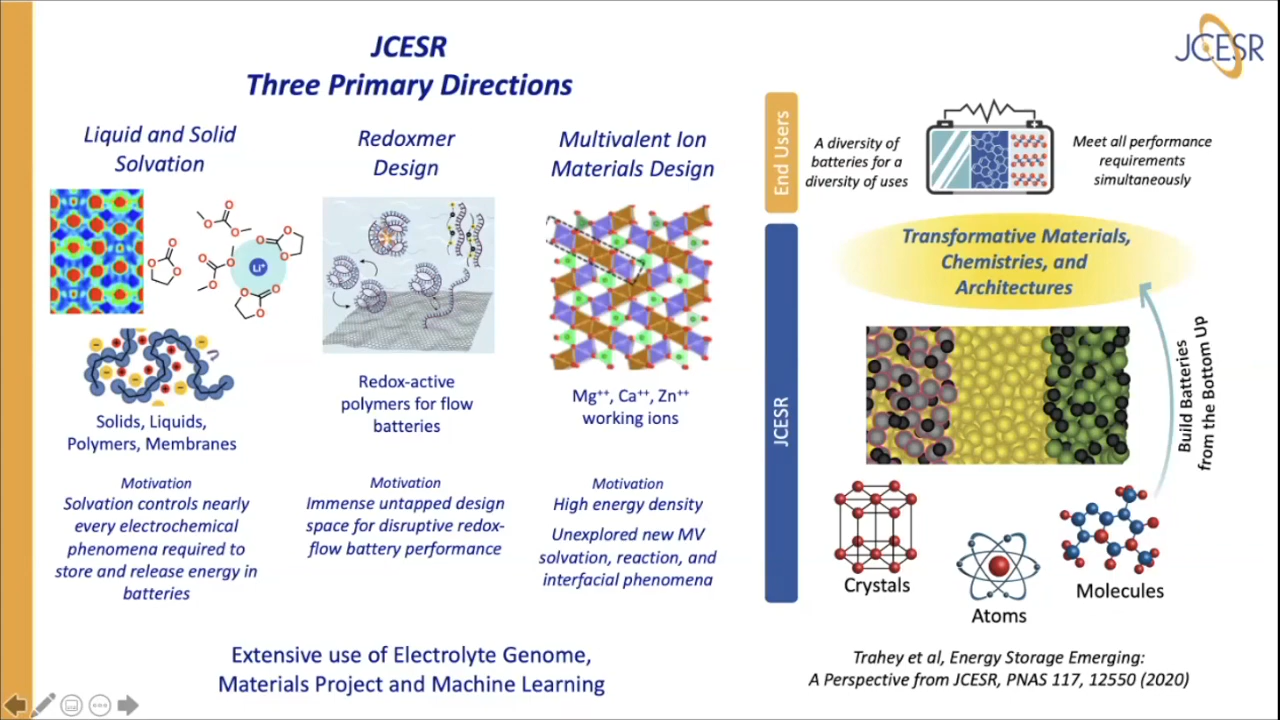 JCESR
Three Primary Directions
JCESR
Liquid and Solid
Solvation
Li⁺
Solids, Liquids,
Polymers, Membranes
Motivation
Solvation controls nearly
every electrochemical
phenomena required to
store and release energy in
batteries
Redoxmer
Design
Redox-active
polymers for flow
batteries
Motivation
Immense untapped design
space for disruptive redox-
flow battery performance
Multivalent Ion
Materials Design
Mg⁺⁺, Ca⁺⁺, Zn⁺⁺
working ions
Motivation
High energy density
Unexplored new MV
solvation, reaction, and
interfacial phenomena
Extensive use of Electrolyte Genome,
Materials Project and Machine Learning
End Users
A diversity of
batteries for a
diversity of uses
Meet all performance
requirements
simultaneously
JCESR
Transformative Materials,
Chemistries, and
Architectures
Build Batteries
from the Bottom Up
Crystals
Atoms
Molecules
Trahey et al, Energy Storage Emerging:
A Perspective from JCESR, PNAS 117, 12550 (2020)